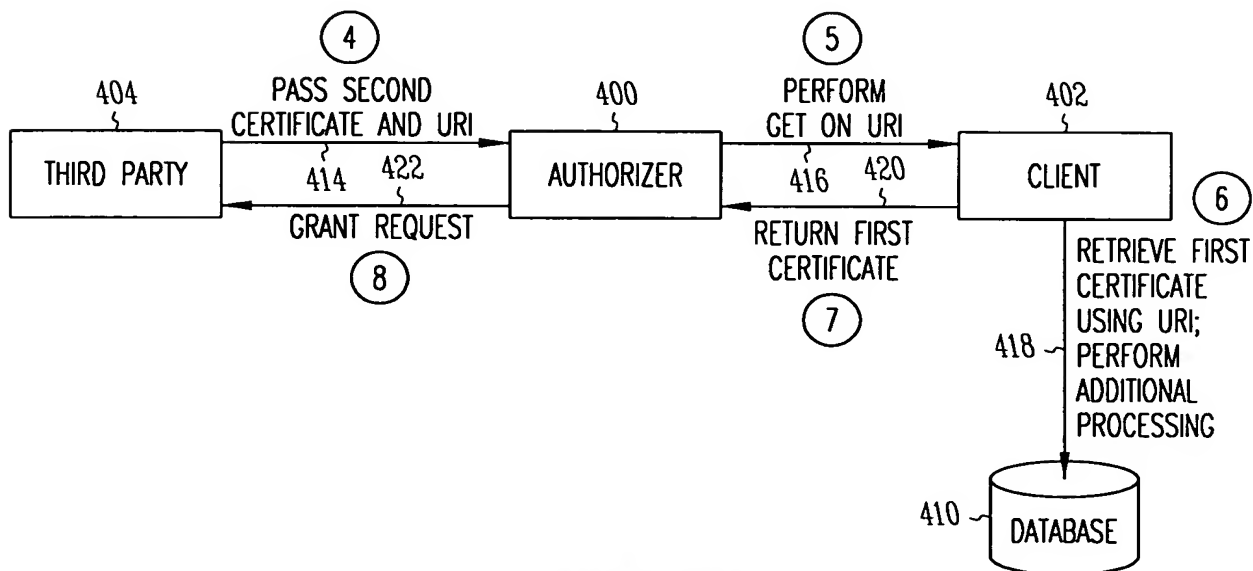 4
PASS SECOND
CERTIFICATE AND URI
5
PERFORM
GET ON URI
404
400
402
THIRD PARTY
414
422
AUTHORIZER
416
420
CLIENT
GRANT REQUEST
8
RETURN FIRST
CERTIFICATE
7
6
RETRIEVE FIRST
CERTIFICATE
USING URI;
PERFORM
ADDITIONAL
PROCESSING
418
410
DATABASE